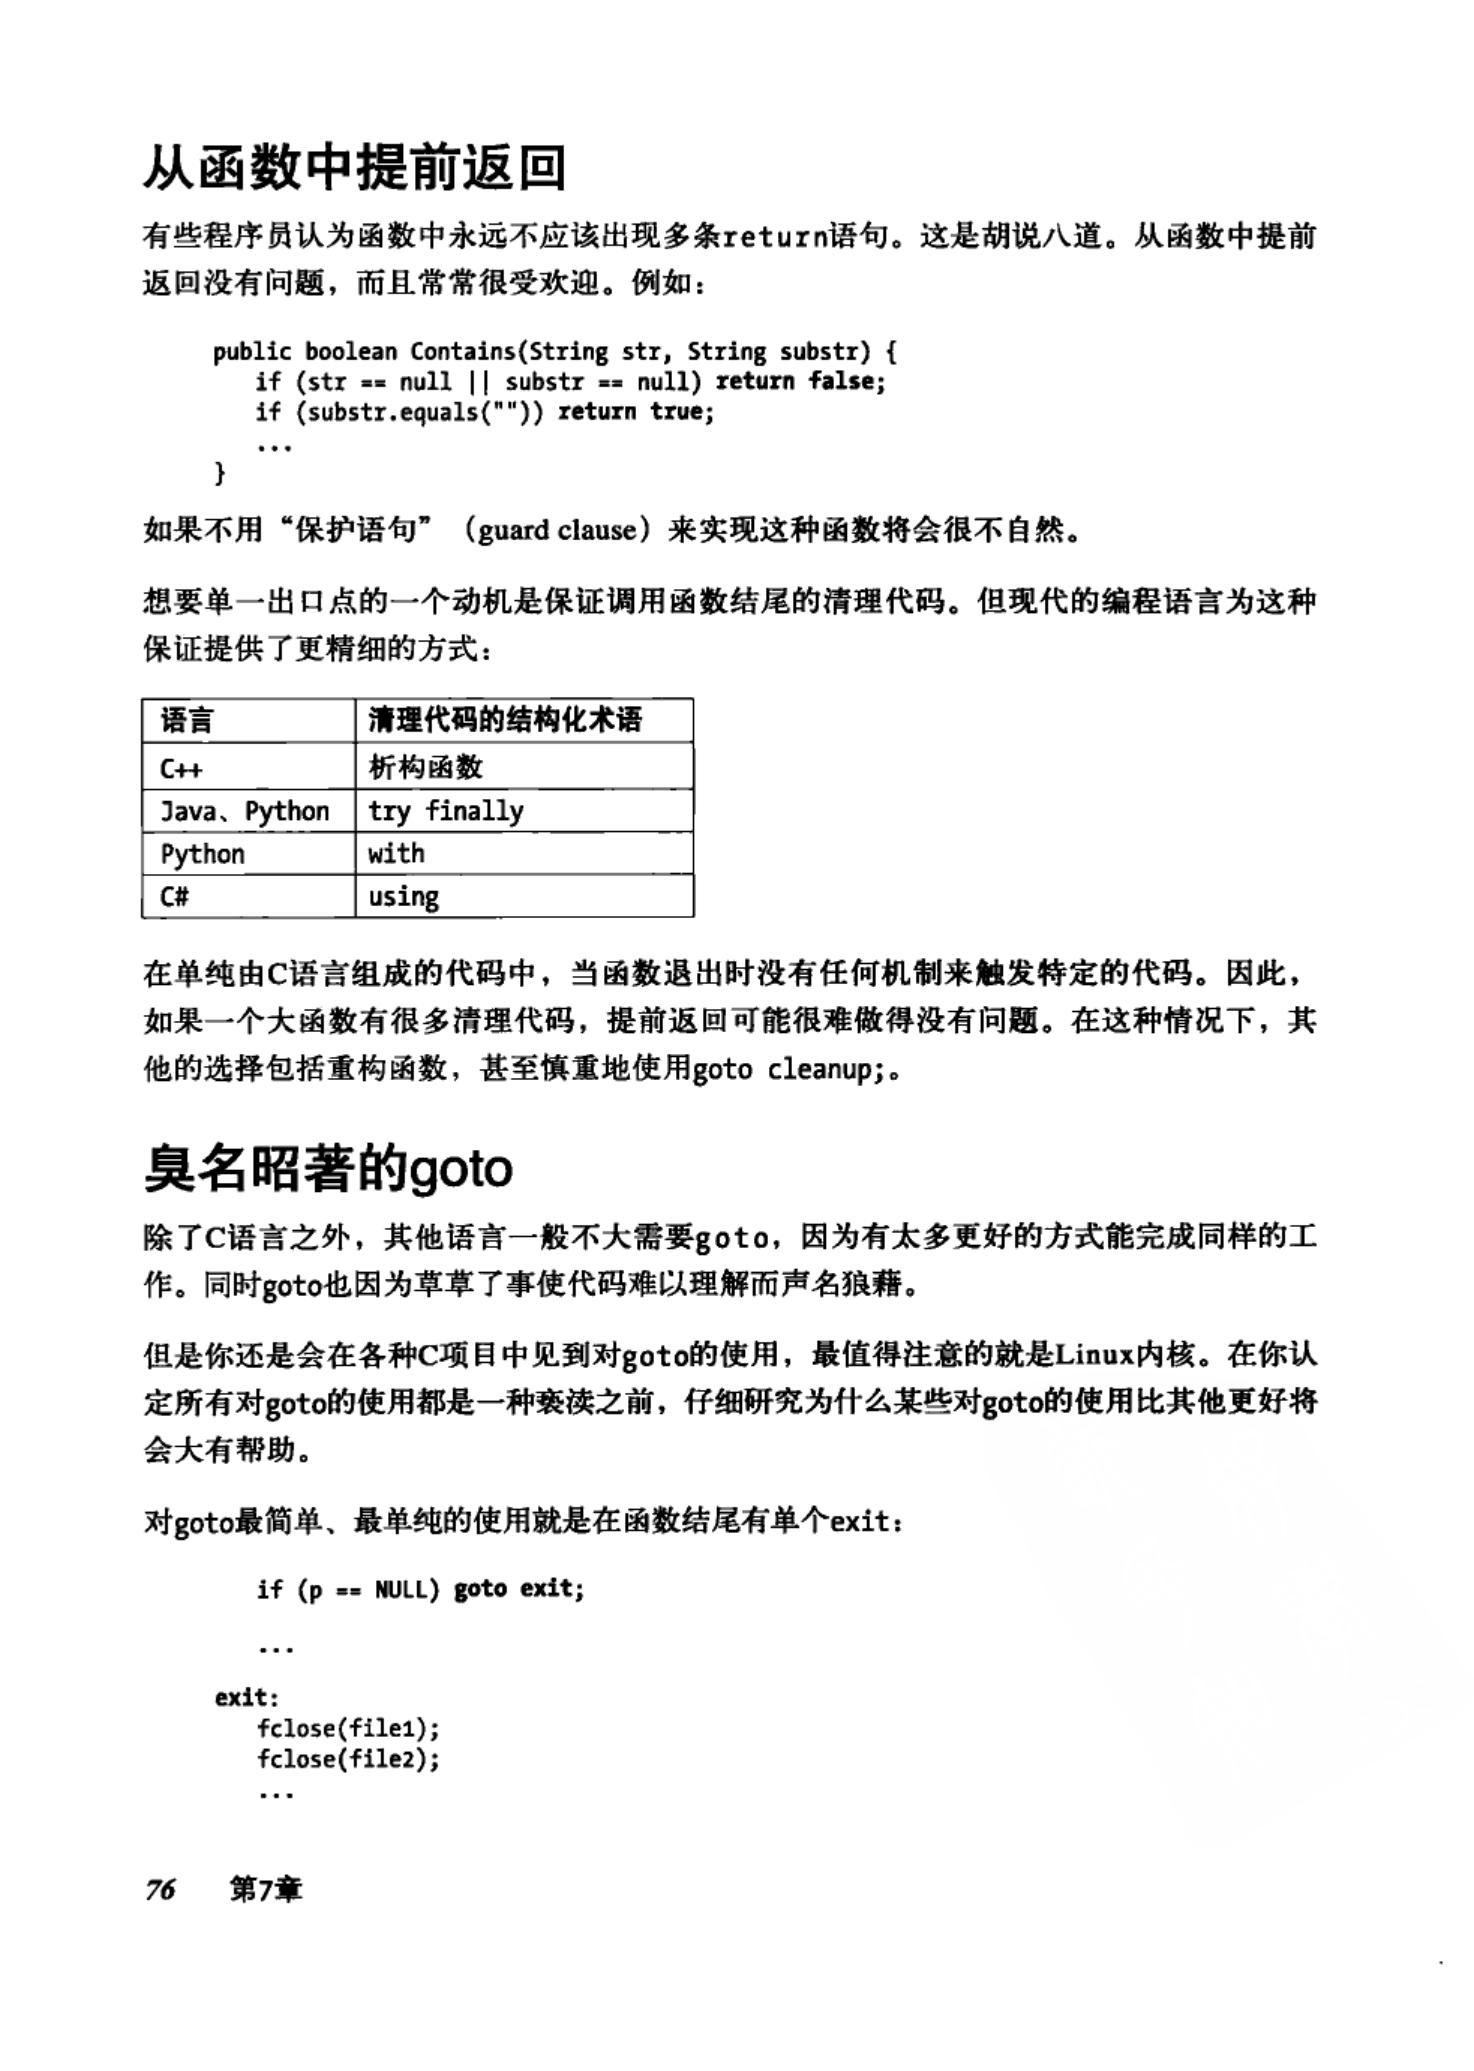 从函数中提前返回
有些程序员认为函数中永远不应该出现多条return语句。这是胡说八道。从函数中提前
返回没有问题，而且常常很受欢迎。例如：
public boolean Contains(String str, String substr) {
if (str == null || substr == null) return false;
if (substr.equals("")) return true;
...
}
如果不用“保护语句”（guard clause）来实现这种函数将会很不自然。
想要单一出口点的一个动机是保证调用函数结尾的清理代码。但现代的编程语言为这种
保证提供了更精细的方式：
语言 清理代码的结构化术语
C++ 析构函数
Java、Python try finally
Python with
C# using
在单纯由C语言组成的代码中，当函数退出时没有任何机制来触发特定的代码。因此，
如果一个大函数有很多清理代码，提前返回可能很难做得没有问题。在这种情况下，其
他的选择包括重构函数，甚至慎重地使用goto cleanup;。
臭名昭著的goto
除了C语言之外，其他语言一般不大需要goto，因为有太多更好的方式能完成同样的工
作。同时goto也因为草草了事使代码难以理解而声名狼藉。
但是你还是会在各种C项目中见到对goto的使用，最值得注意的就是Linux内核。在你认
定所有对goto的使用都是一种亵渎之前，仔细研究为什么某些对goto的使用比其他更好将
会大有帮助。
对goto最简单、最单纯的使用就是在函数结尾有单个exit：
if (p == NULL) goto exit;
...
exit:
fclose(file1);
fclose(file2);
...
76 第7章